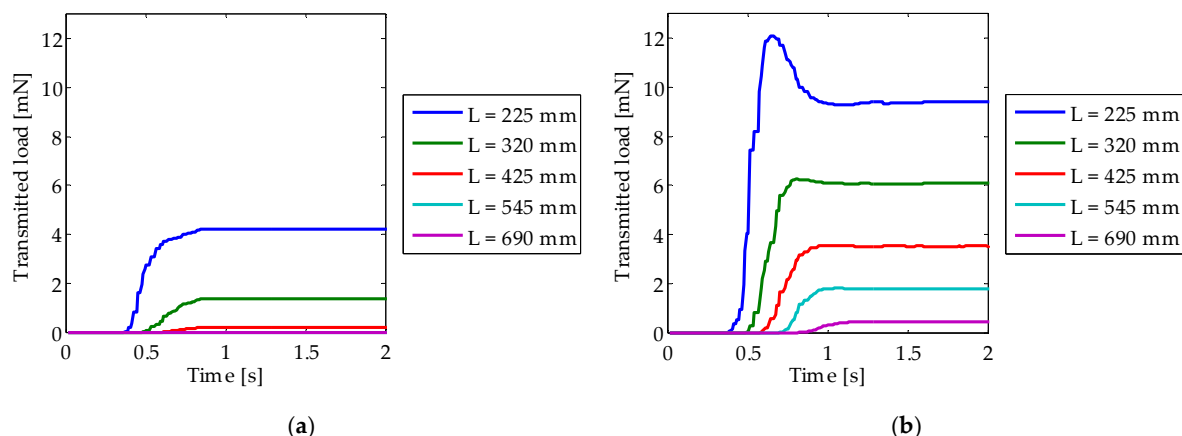 12
10
8
6
4
2
0
Transmitted load [mN]
0 0.5 1 1.5 2
Time [s]
L = 225 mm
L = 320 mm
L = 425 mm
L = 545 mm
L = 690 mm
(a)
12
10
8
6
4
2
0
Transmitted load [mN]
0 0.5 1 1.5 2
Time [s]
L = 225 mm
L = 320 mm
L = 425 mm
L = 545 mm
L = 690 mm
(b)